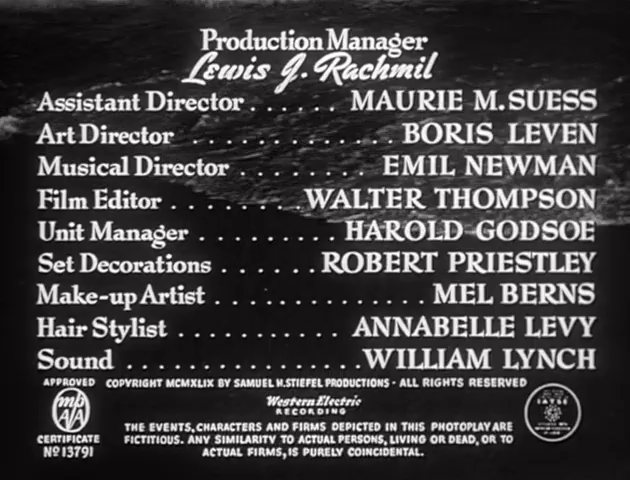 Production Manager
Lewis J. Rachmil
Assistant Director . . . . . . MAURIE M. SUESS
Art Director . . . . . . . . . . . . . BORIS LEVEN
Musical Director . . . . . . . . EMIL NEWMAN
Film Editor . . . . . . . . WALTER THOMPSON
Unit Manager . . . . . . . . . HAROLD GODSOE
Set Decorations . . . . . . ROBERT PRIESTLEY
Make-up Artist . . . . . . . . . . . . . . MEL BERNS
Hair Stylist . . . . . . . . . . . ANNABELLE LEVY
Sound . . . . . . . . . . . . . . . WILLIAM LYNCH
APPROVED COPYRIGHT MCMXLIX BY SAMUEL H. STIEFEL PRODUCTIONS · ALL RIGHTS RESERVED
Western Electric
RECORDING
CERTIFICATE
Nº 13791
THE EVENTS, CHARACTERS AND FIRMS DEPICTED IN THIS PHOTOPLAY ARE
FICTITIOUS. ANY SIMILARITY TO ACTUAL PERSONS, LIVING OR DEAD, OR TO
ACTUAL FIRMS, IS PURELY COINCIDENTAL.
IATSE